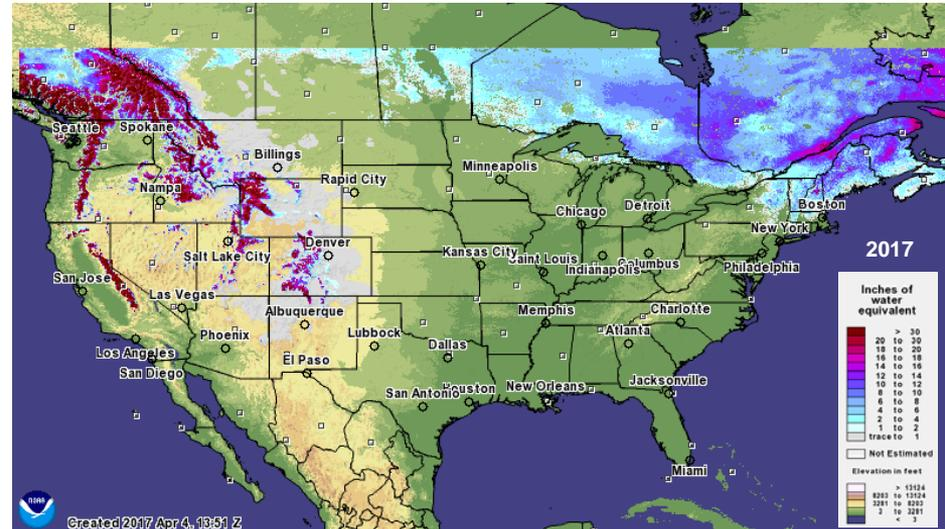 Seattle
Spokane
Billings
Rapid City
Minneapolis
Nampa
Boston
Chicago
Detroit
New York
Salt Lake City
Denver
Kansas City
Saint Louis
Indianapolis
Columbus
Philadelphia
2017
San Jose
Las Vegas
Albuquerque
Memphis
Charlotte
Phoenix
Lubbock
Dallas
Atlanta
Los Angeles
San Diego
El Paso
San Antonio
Houston
New Orleans
Jacksonville
Miami
Inches of
water
equivalent
> 30
20 to 30
18 to 20
16 to 18
14 to 16
12 to 14
10 to 12
8 to 10
6 to 8
4 to 6
2 to 4
1 to 2
trace to 1
Not Estimated
Elevation in feet
> 13124
8203 to 13124
3281 to 8203
3 to 3281
< 3
NOAA
Created 2017 Apr 4, 13:51 Z